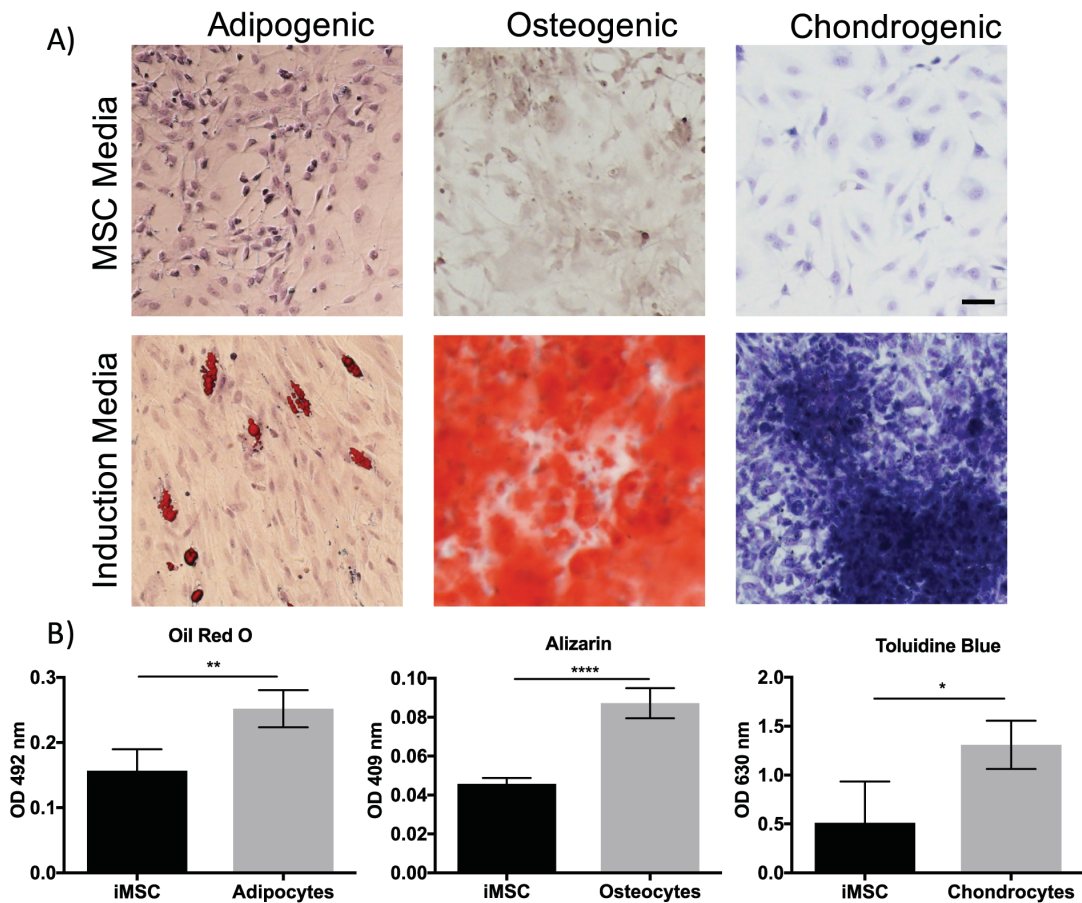 A)
Adipogenic Osteogenic Chondrogenic
MSC Media
Induction Media
B)
Oil Red O
**
OD 492 nm
0.3
0.2
0.1
0.0
iMSC Adipocytes
Alizarin
****
OD 409 nm
0.10
0.08
0.06
0.04
0.02
0.00
iMSC Osteocytes
Toluidine Blue
*
OD 630 nm
2.0
1.5
1.0
0.5
0.0
iMSC Chondrocytes